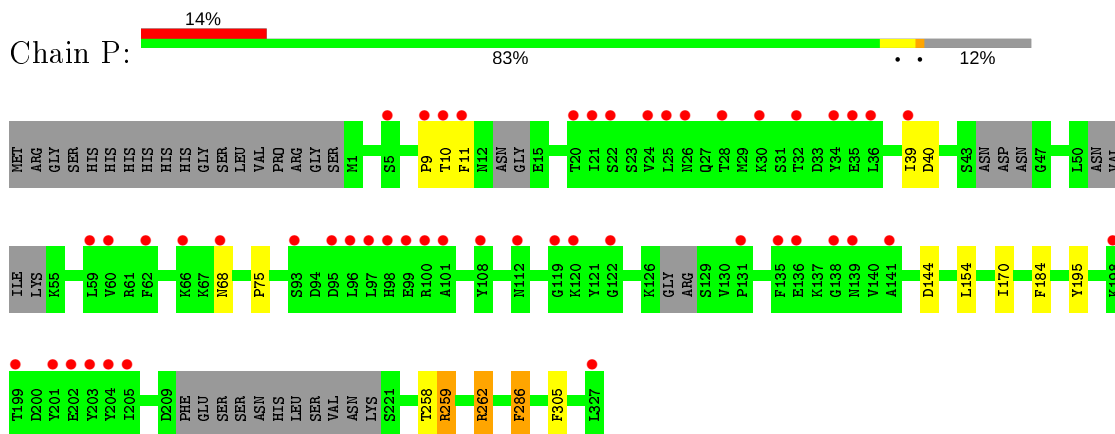 14%
Chain P:
83%
12%
MET ARG GLY SER HIS HIS HIS HIS HIS HIS GLY SER LEU VAL PRO ARG GLY SER M1 S5 P9 T10 F11 N12 ASN GLY E15 T20 I21 S22 S23 V24 L25 N26 Q27 T28 M29 K30 S31 T32 D33 Y34 E35 L36 I39 D40 S43 ASN ASP ASN G47 L50 ASN VAL
ILE LYS K55 L59 V60 R61 F62 K66 K67 N68 P75 S93 D94 D95 L96 L97 H98 E99 R100 A101 Y108 N112 G119 K120 Y121 G122 K126 GLY ARG S129 V130 P131 F135 E136 K137 G138 N139 V140 A141 D144 L154 I170 F184 Y195 K198
T199 D200 Y201 E202 Y203 Y204 I205 D209 PHE GLU SER SER ASN HIS LEU SER VAL ASN LYS S221 T258 R259 R262 F286 F305 L327